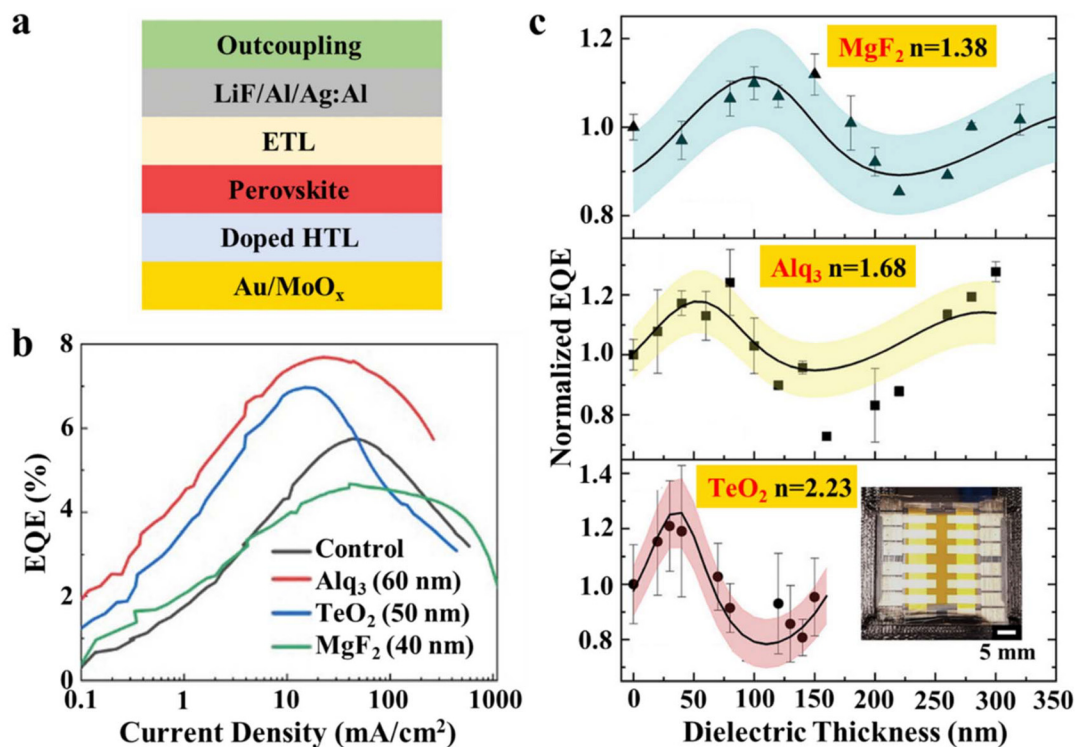 a
Outcoupling
LiF/Al/Ag:Al
ETL
Perovskite
Doped HTL
Au/MoOₓ
b
8
6
4
2
0
EQE (%)
Control
Alq₃ (60 nm)
TeO₂ (50 nm)
MgF₂ (40 nm)
0.1
1
10
100
1000
Current Density (mA/cm²)
c
MgF₂ n=1.38
1.2
1.0
0.8
Alq₃ n=1.68
1.2
1.0
0.8
TeO₂ n=2.23
1.4
1.2
1.0
0.8
Normalized EQE
5 mm
0
50
100
150
200
250
300
350
Dielectric Thickness (nm)